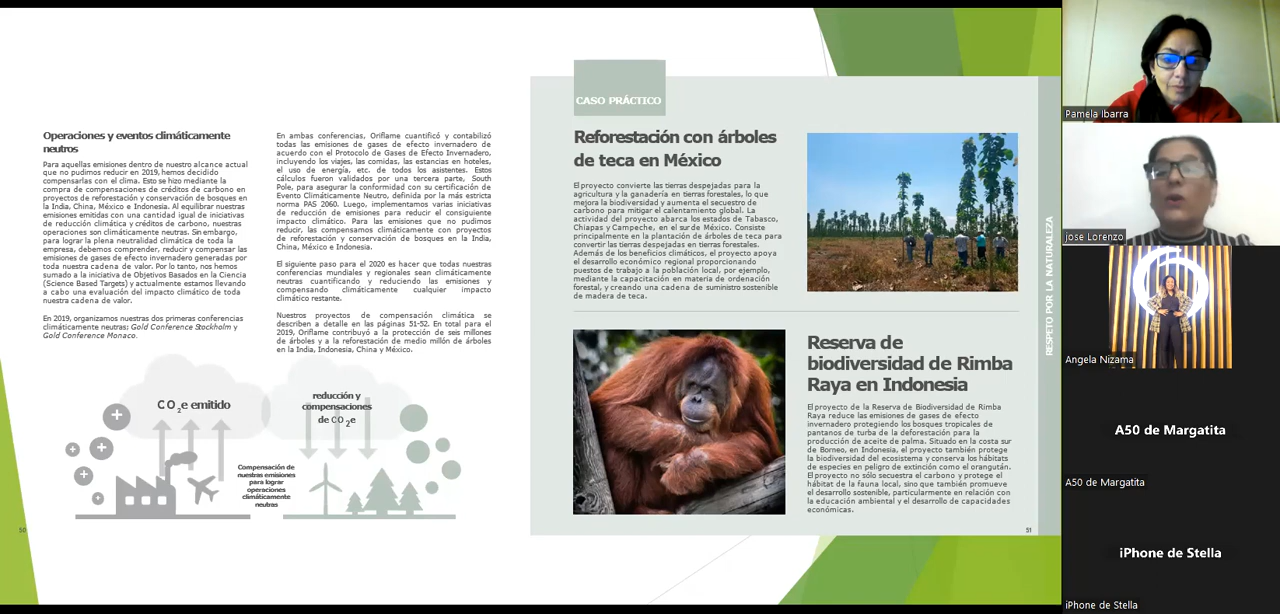 Operaciones y eventos climáticamente
neutros
Para aquellas emisiones dentro de nuestro alcance actual
que no pudimos reducir en 2019, hemos decidido
compensarlas con el clima. Esto se hizo mediante la
compra de compensaciones de créditos de carbono en
proyectos de reforestación y conservación de bosques en
la India, China, México e Indonesia. Al equilibrar nuestras
emisiones emitidas con una cantidad igual de iniciativas
de reducción climática y créditos de carbono, nuestras
operaciones son climáticamente neutras. Sin embargo,
para lograr la plena neutralidad climática de toda la
empresa, debemos comprender, reducir y compensar las
emisiones de gases de efecto invernadero generadas por
toda nuestra cadena de valor. Por lo tanto, nos hemos
sumado a la iniciativa de Objetivos Basados en la Ciencia
(Science Based Targets) y actualmente estamos llevando
a cabo una evaluación del impacto climático de toda
nuestra cadena de valor.
En 2019, organizamos nuestras dos primeras conferencias
climáticamente neutras: Gold Conference Stockholm y
Gold Conference Monaco.
En ambas conferencias, Oriflame cuantificó y contabilizó
todas las emisiones de gases de efecto invernadero de
acuerdo con el Protocolo de Gases de Efecto Invernadero,
incluyendo los viajes, las comidas, las estancias en hoteles,
el uso de energía, etc. de todos los asistentes. Estos
cálculos fueron validados por una tercera parte, South
Pole, para asegurar la conformidad con su certificación de
Evento Climáticamente Neutro, definida por la más estricta
norma PAS 2060. Luego, implementamos varias iniciativas
de reducción de emisiones para reducir el consiguiente
impacto climático. Para las emisiones que no pudimos
reducir, las compensamos climáticamente con proyectos
de reforestación y conservación de bosques en la India,
China, México e Indonesia.
El siguiente paso para el 2020 es hacer que todas nuestras
conferencias mundiales y regionales sean climáticamente
neutras cuantificando y reduciendo las emisiones y
compensando climáticamente cualquier impacto
climático restante.
Nuestros proyectos de compensación climática se
describen a detalle en las páginas 51-52. En total para el
2019, Oriflame contribuyó a la protección de seis millones
de árboles y a la reforestación de medio millón de árboles
en la India, Indonesia, China y México.
CO2e emitido
reducción y
compensaciones
de CO2e
Compensación de
nuestras emisiones
para lograr
operaciones
climáticamente
neutras
50
CASO PRÁCTICO
Reforestación con árboles
de teca en México
El proyecto convierte las tierras despejadas para la
agricultura y la ganadería en tierras forestales, lo que
mejora la biodiversidad y aumenta el secuestro de
carbono para mitigar el calentamiento global. La
actividad del proyecto abarca los estados de Tabasco,
Chiapas y Campeche, en el sur de México. Consiste
principalmente en la plantación de árboles de teca para
convertir las tierras despejadas en tierras forestales.
Además de los beneficios climáticos, el proyecto apoya
el desarrollo económico regional proporcionando
puestos de trabajo a la población local, por ejemplo,
mediante la capacitación en materia de ordenación
forestal, y creando una cadena de suministro sostenible
de madera de teca.
Reserva de
biodiversidad de Rimba
Raya en Indonesia
El proyecto de la Reserva de Biodiversidad de Rimba
Raya reduce las emisiones de gases de efecto
invernadero protegiendo los bosques tropicales de
pantanos de turba de la deforestación para la
producción de aceite de palma. Situado en la costa sur
de Borneo, en Indonesia, el proyecto también protege
la biodiversidad del ecosistema y conserva los hábitats
de especies en peligro de extinción como el orangután.
El proyecto no sólo secuestra el carbono y protege el
hábitat de la fauna local, sino que también promueve
el desarrollo sostenible, particularmente en relación con
la educación ambiental y el desarrollo de capacidades
económicas.
RESPETO POR LA NATURALEZA
51
Pamela Ibarra
jose Lorenzo
Angela Nizama
A50 de Margatita
A50 de Margatita
iPhone de Stella
iPhone de Stella